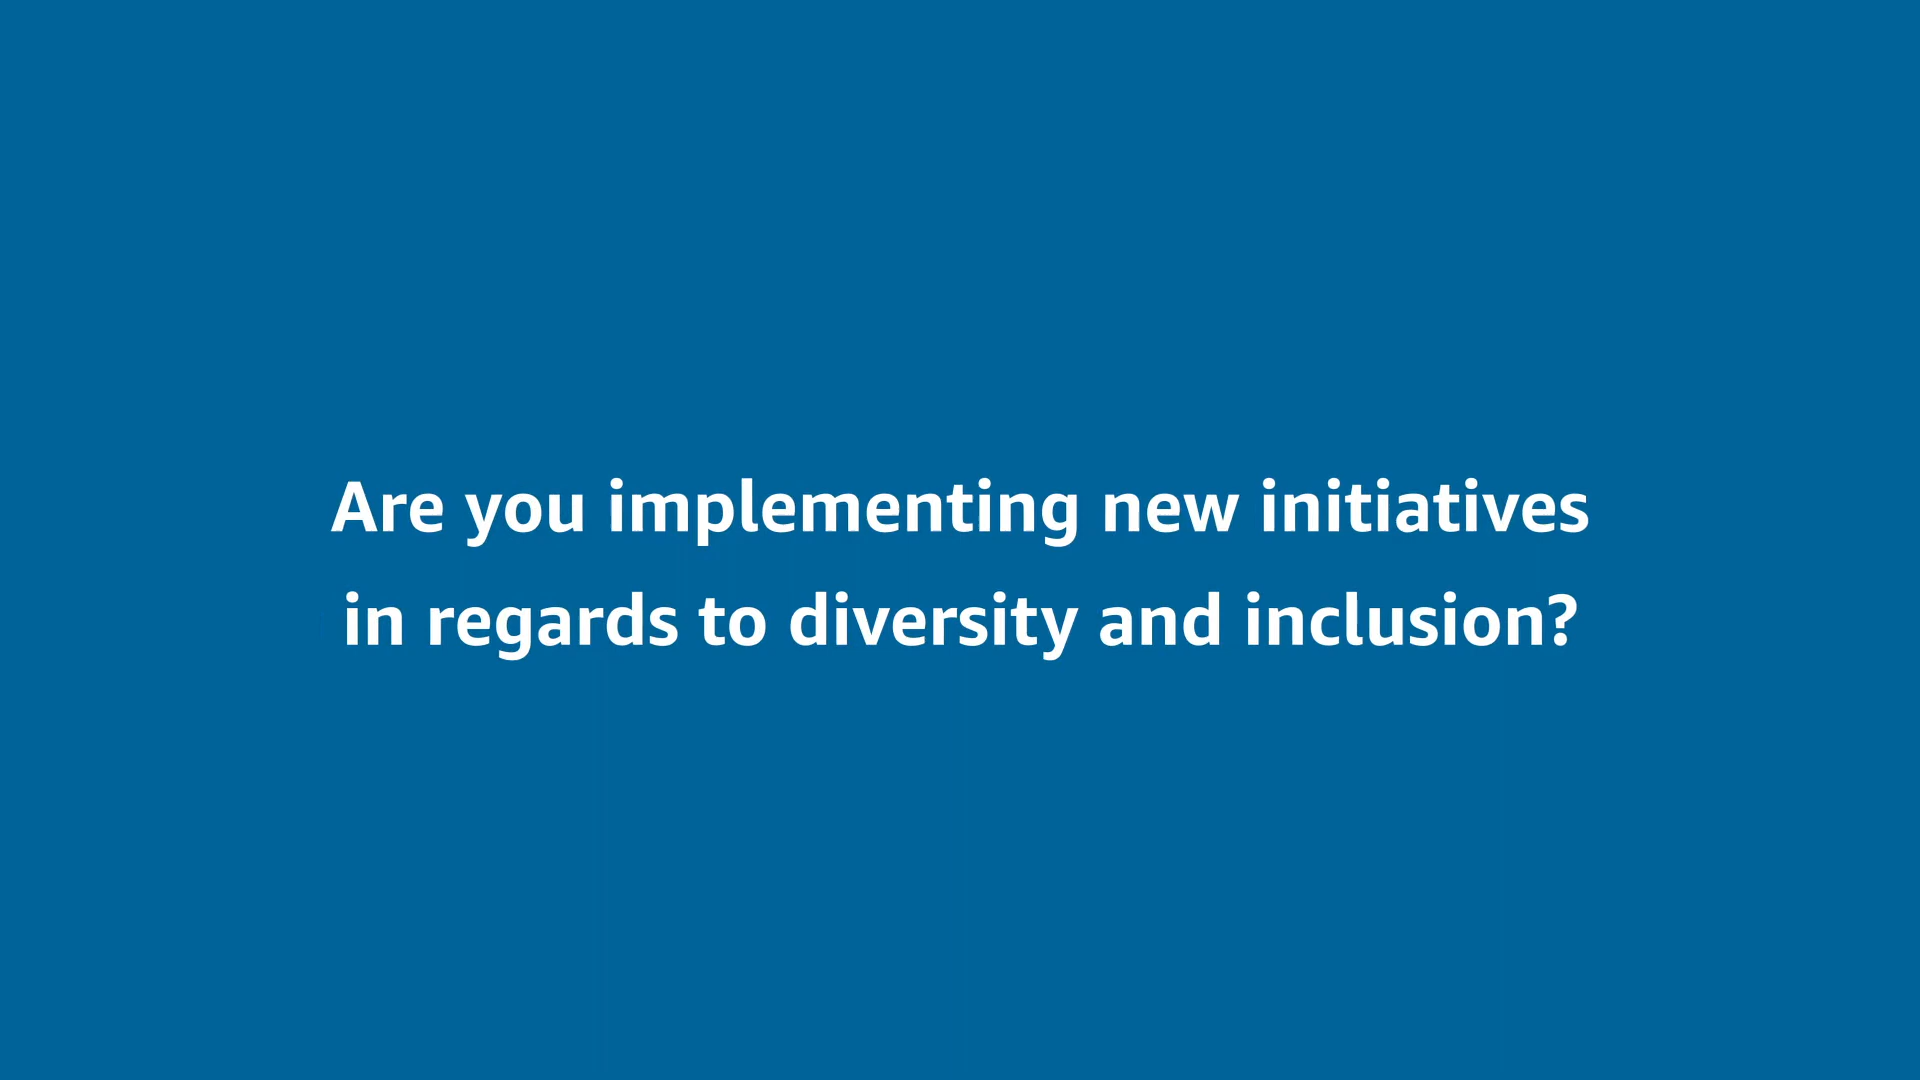 Are you implementing new initiatives
in regards to diversity and inclusion?